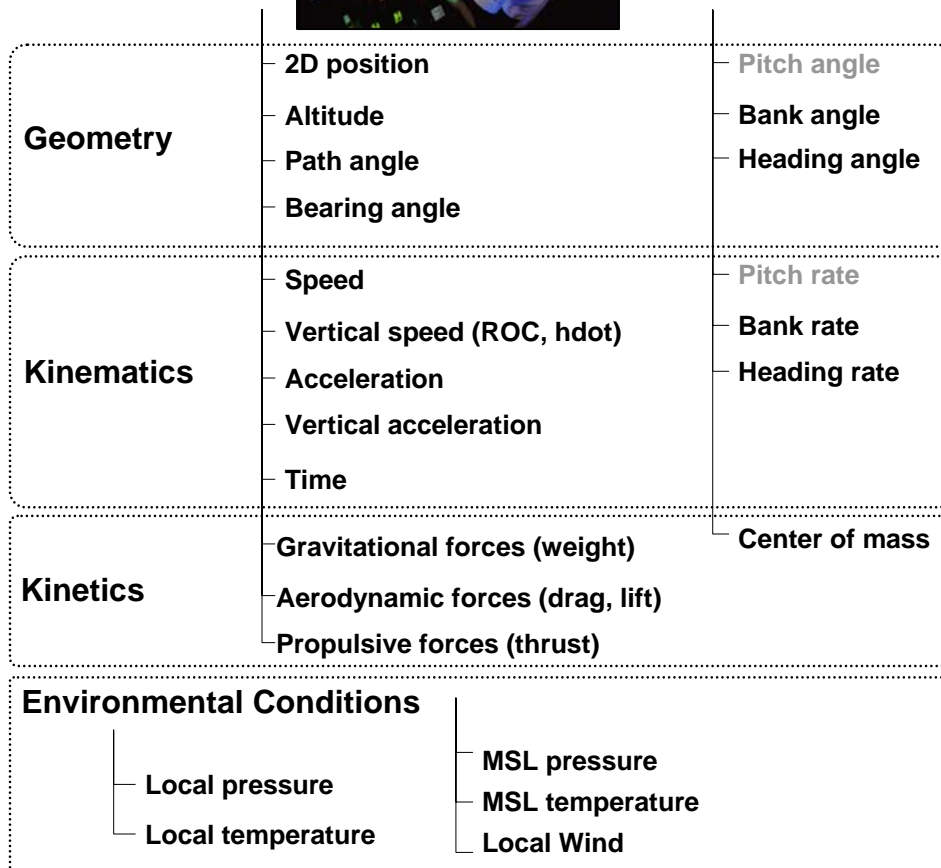 Geometry
2D position
Altitude
Path angle
Bearing angle
Pitch angle
Bank angle
Heading angle
Kinematics
Speed
Vertical speed (ROC, hdot)
Acceleration
Vertical acceleration
Time
Pitch rate
Bank rate
Heading rate
Kinetics
Gravitational forces (weight)
Aerodynamic forces (drag, lift)
Propulsive forces (thrust)
Center of mass
Environmental Conditions
Local pressure
Local temperature
MSL pressure
MSL temperature
Local Wind